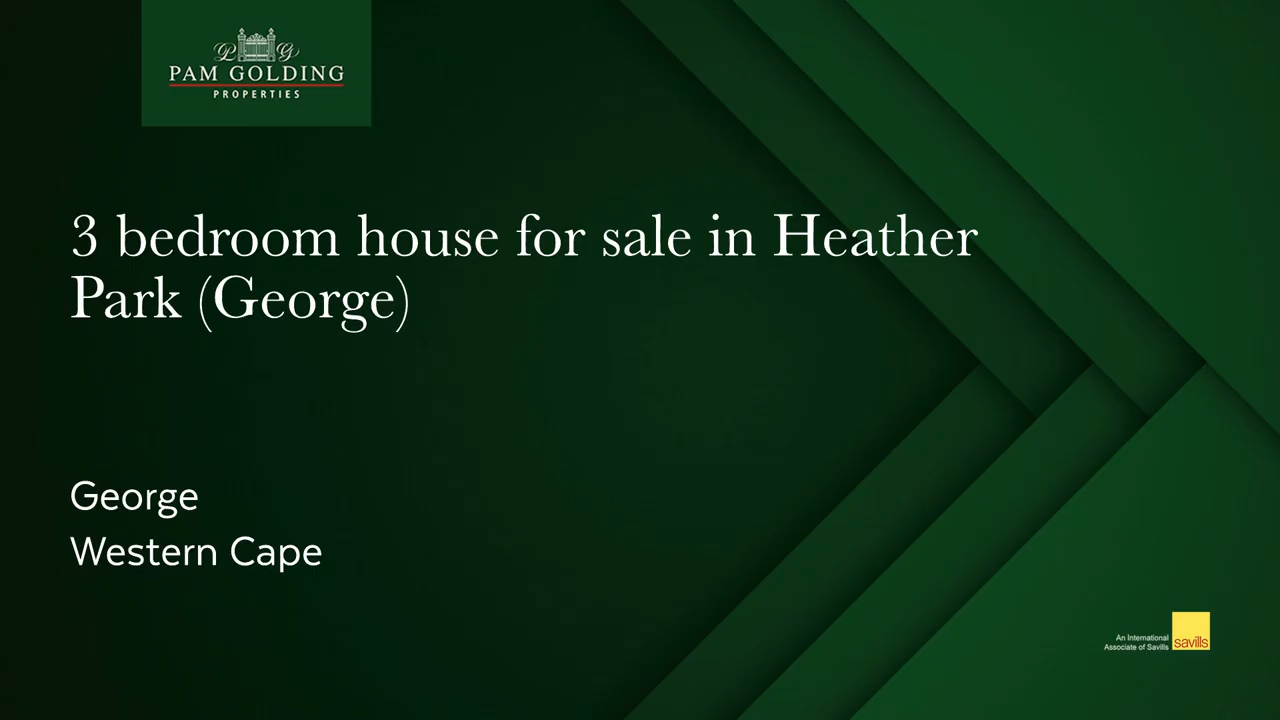 PG
PAM GOLDING
PROPERTIES
3 bedroom house for sale in Heather
Park (George)
George
Western Cape
An International
Associate of Savills
savills